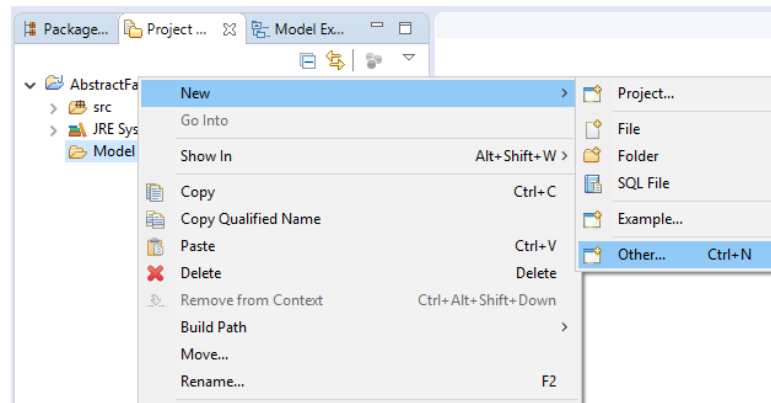 Package... Project ... Model Ex...
AbstractFa
src
JRE Sys
Model
New
Go Into
Show In Alt+Shift+W >
Copy Ctrl+C
Copy Qualified Name
Paste Ctrl+V
Delete Delete
Remove from Context Ctrl+Alt+Shift+Down
Build Path
Move...
Rename... F2
Project...
File
Folder
SQL File
Example...
Other... Ctrl+N